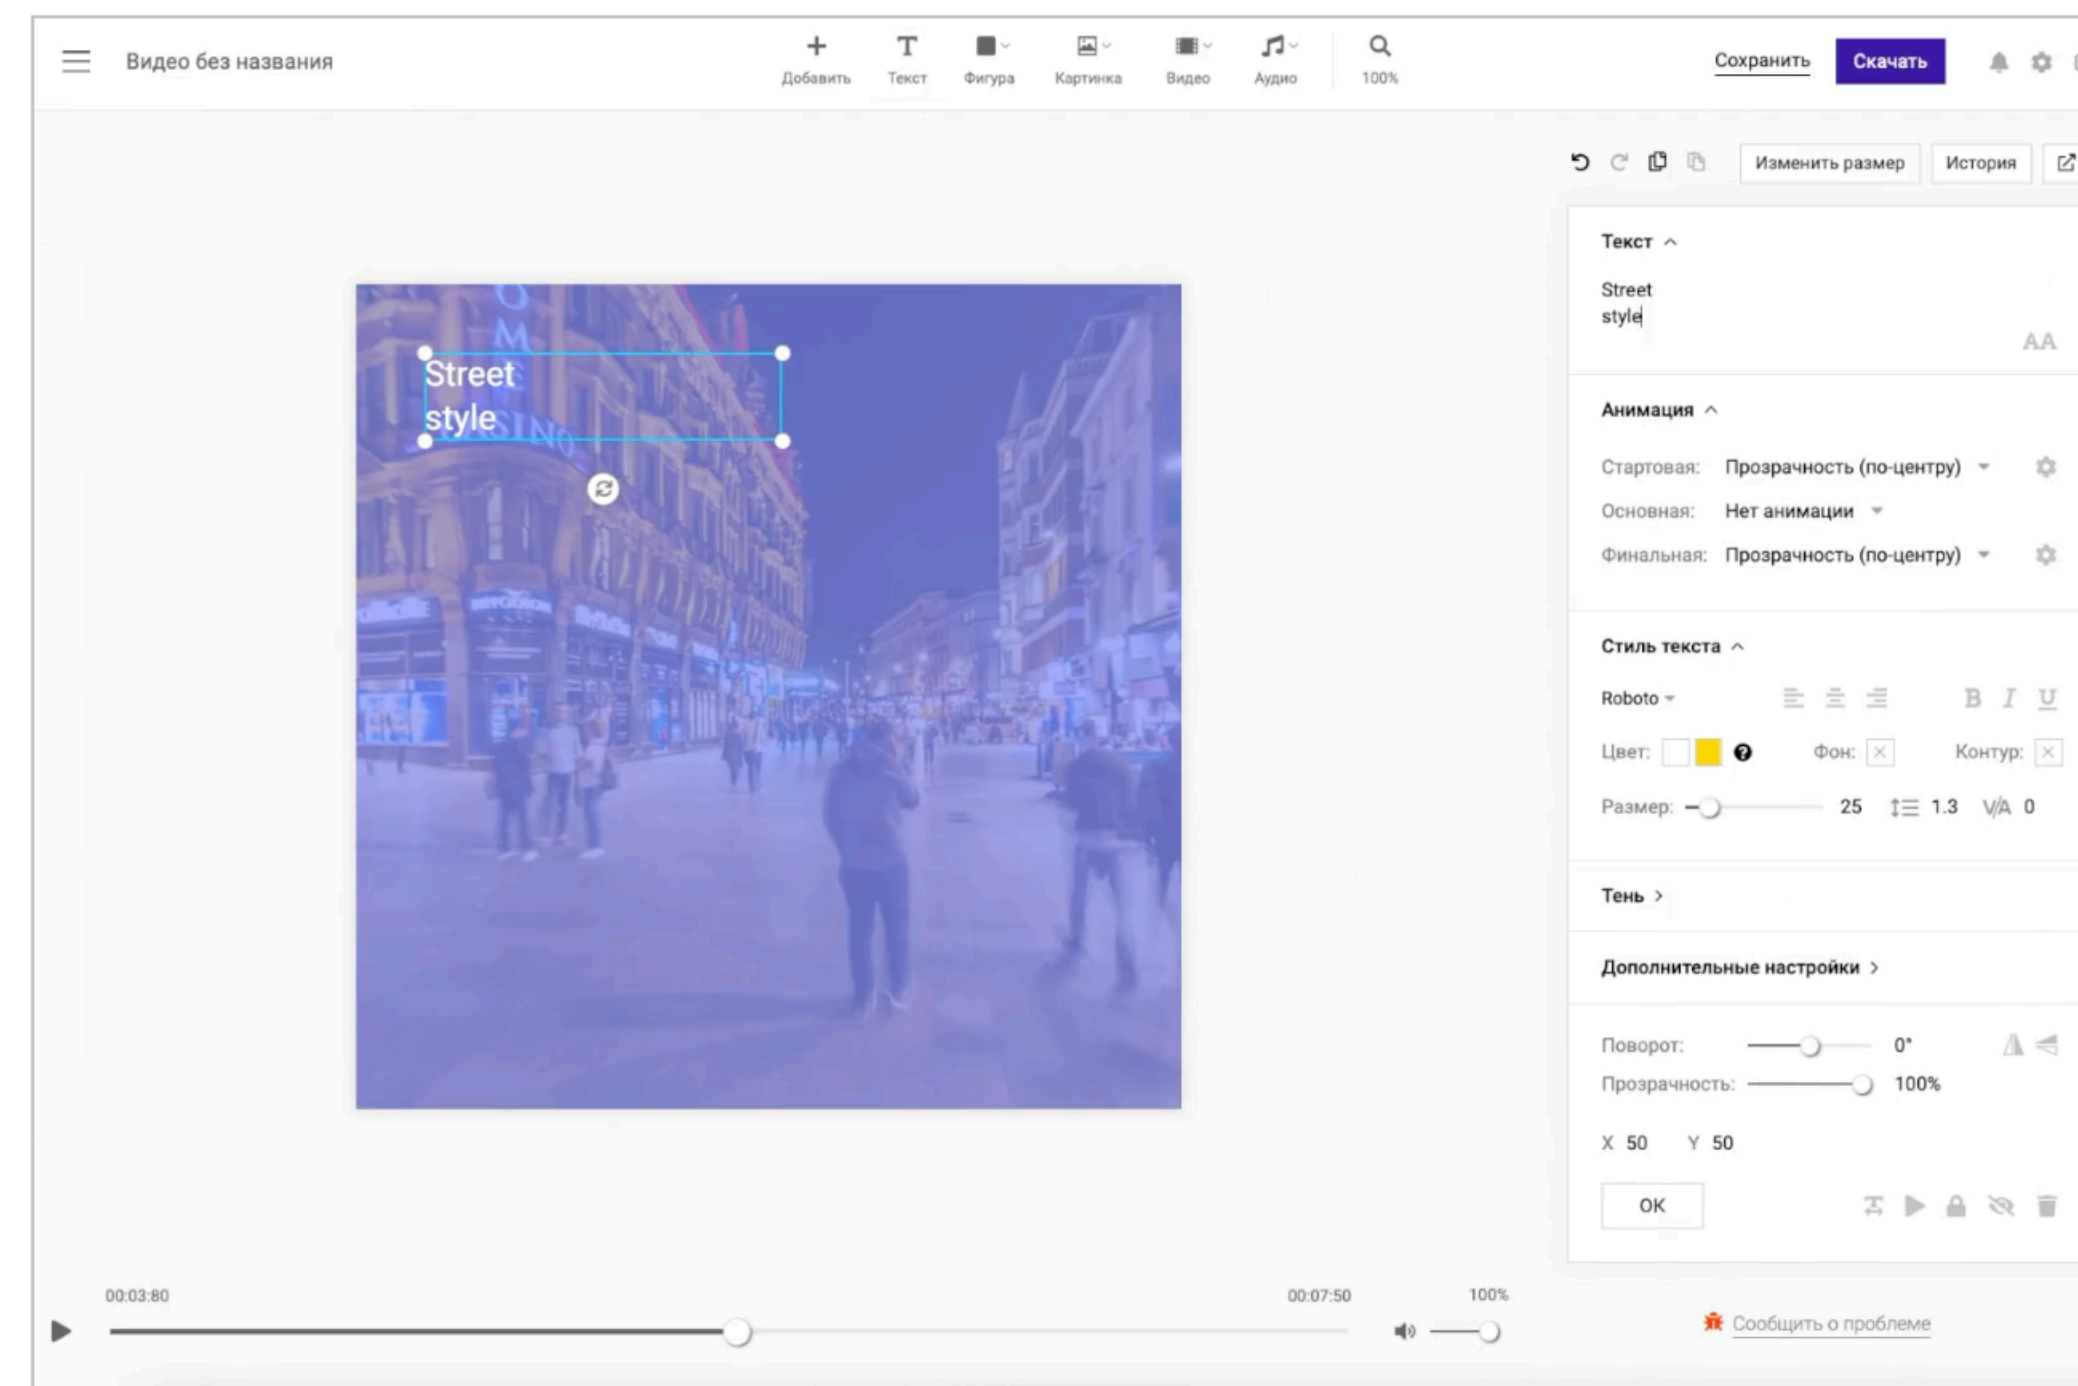 Видео без названия
Добавить
Текст
Фигура
Картинка
Видео
Аудио
100%
Сохранить
Скачать
Изменить размер
История
Street
style
OME
CASINO
Текст
Street
style
AA
Анимация
Стартовая: Прозрачность (по-центру)
Основная: Нет анимации
Финальная: Прозрачность (по-центру)
Стиль текста
Roboto
B I U
Цвет: Фон: Контур:
Размер: 25 1.3 V/A 0
Тень
Дополнительные настройки
Поворот: 0°
Прозрачность: 100%
X 50 Y 50
ОК
00:03:80
00:07:50
100%
Сообщить о проблеме